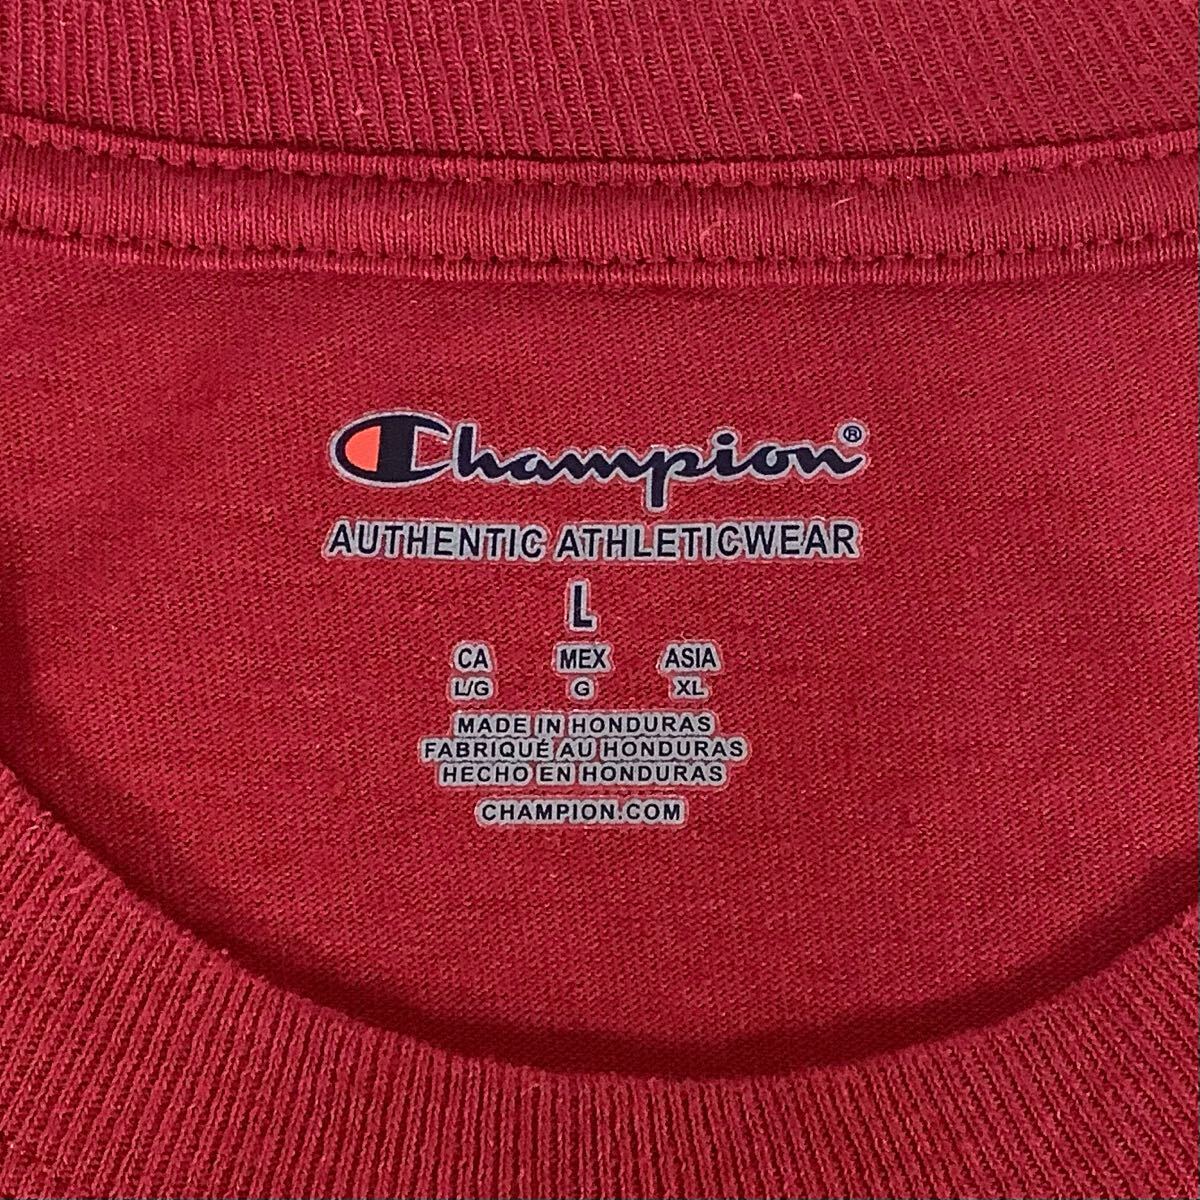 Champion®
AUTHENTIC ATHLETICWEAR
L
CA MEX ASIA
L/G G XL
MADE IN HONDURAS
FABRIQUÉ AU HONDURAS
HECHO EN HONDURAS
CHAMPION.COM